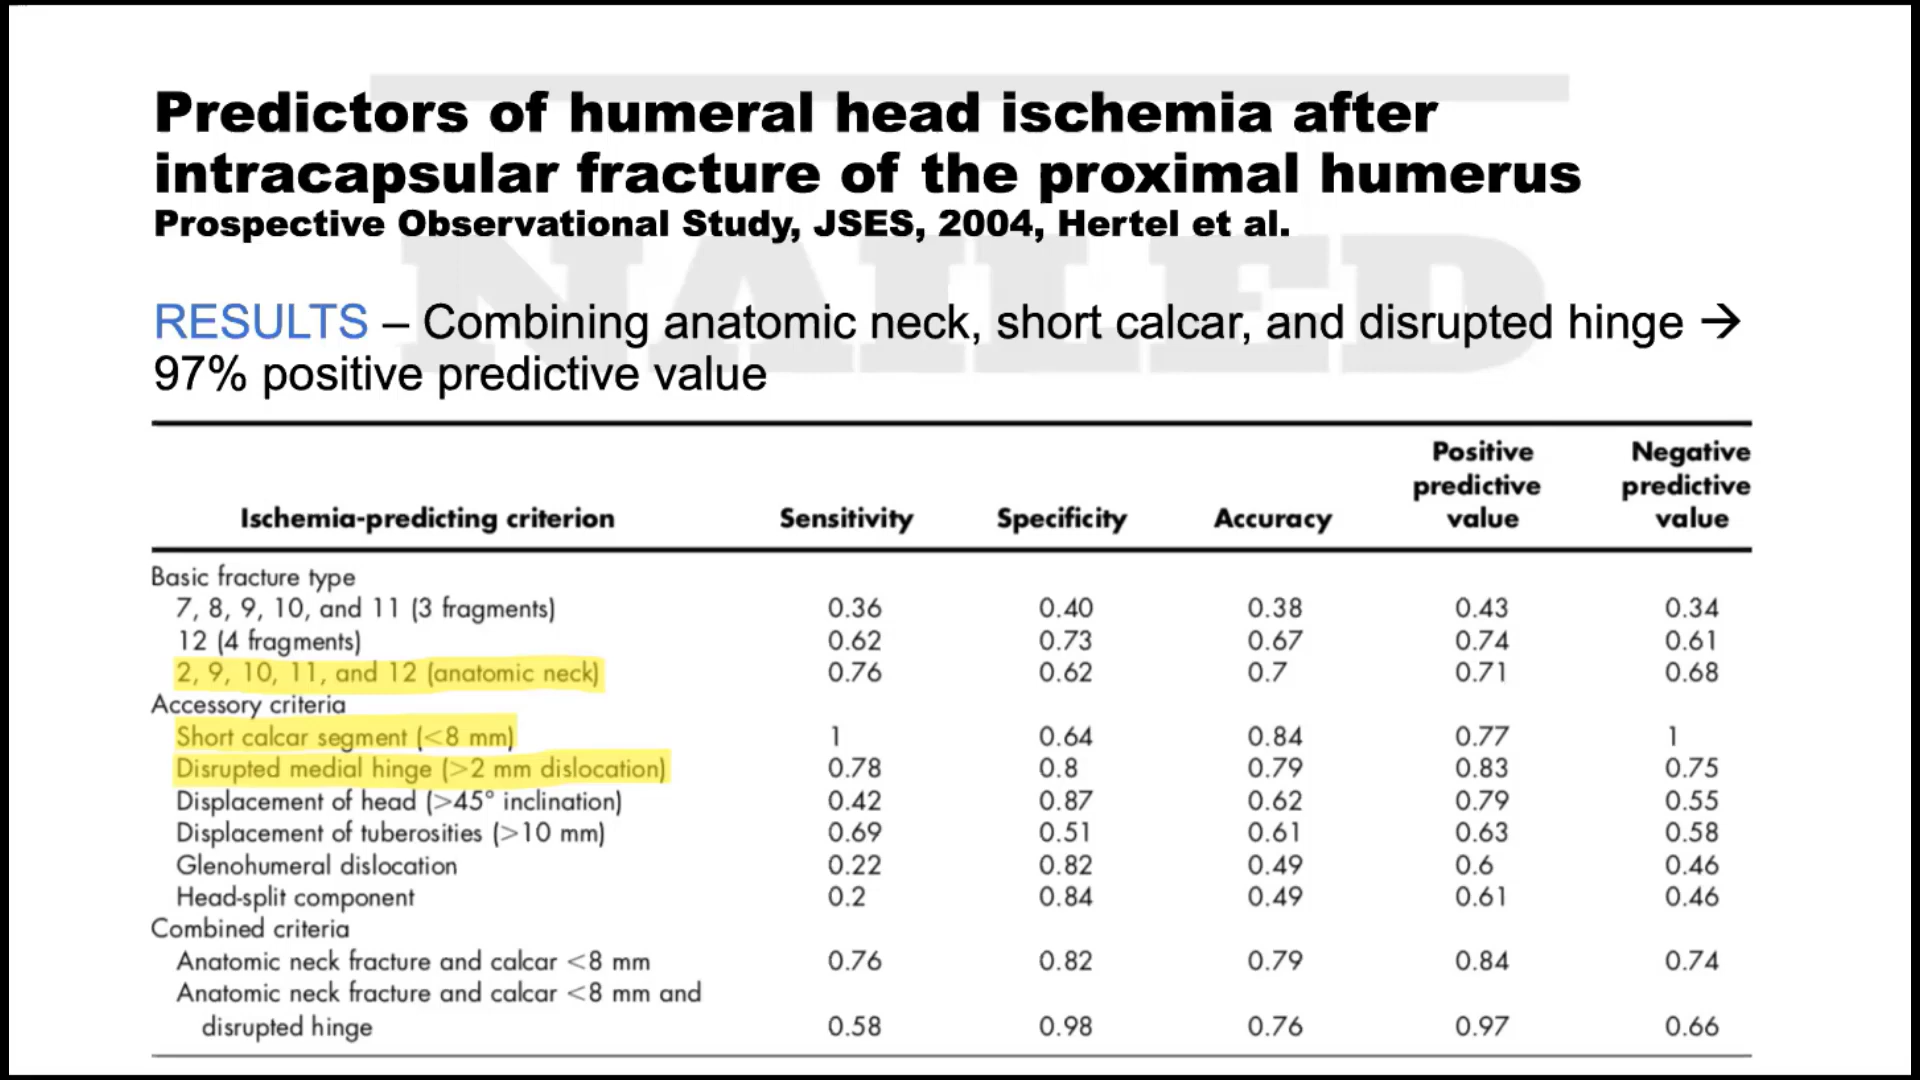 Predictors of humeral head ischemia after
intracapsular fracture of the proximal humerus
Prospective Observational Study, JSES, 2004, Hertel et al.
NAILED
RESULTS – Combining anatomic neck, short calcar, and disrupted hinge →
97% positive predictive value
Ischemia-predicting criterion Sensitivity Specificity Accuracy Positive predictive value Negative predictive value
Basic fracture type
7, 8, 9, 10, and 11 (3 fragments) 0.36 0.40 0.38 0.43 0.34
12 (4 fragments) 0.62 0.73 0.67 0.74 0.61
2, 9, 10, 11, and 12 (anatomic neck) 0.76 0.62 0.7 0.71 0.68
Accessory criteria
Short calcar segment (<8 mm) 1 0.64 0.84 0.77 1
Disrupted medial hinge (>2 mm dislocation) 0.78 0.8 0.79 0.83 0.75
Displacement of head (>45° inclination) 0.42 0.87 0.62 0.79 0.55
Displacement of tuberosities (>10 mm) 0.69 0.51 0.61 0.63 0.58
Glenohumeral dislocation 0.22 0.82 0.49 0.6 0.46
Head-split component 0.2 0.84 0.49 0.61 0.46
Combined criteria
Anatomic neck fracture and calcar <8 mm 0.76 0.82 0.79 0.84 0.74
Anatomic neck fracture and calcar <8 mm and
disrupted hinge 0.58 0.98 0.76 0.97 0.66